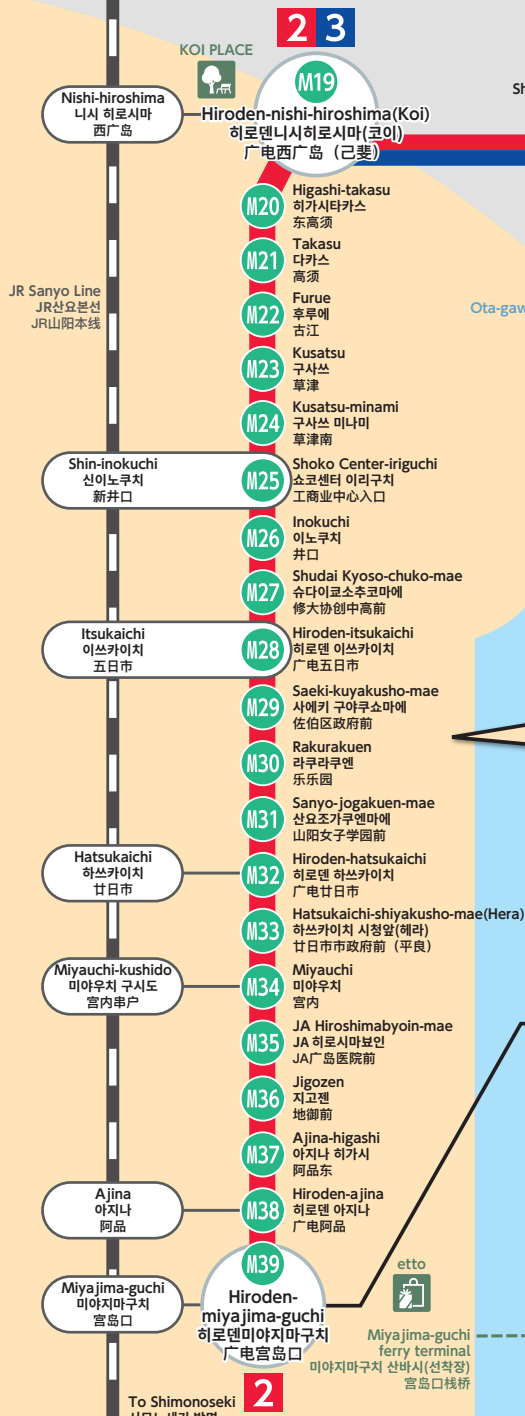 2 3
KOI PLACE
M19
Sh
Nishi-hiroshima
니시 히로시마
西广岛
Hiroden-nishi-hiroshima(Koi)
히로덴니시히로시마(코이)
广电西广岛（己斐）
M20
Higashi-takasu
히가시타카스
东高须
M21
Takasu
다카스
高须
JR Sanyo Line
JR산요본선
JR山阳本线
M22
Furue
후루에
古江
Ota-gaw
M23
Kusatsu
구사쓰
草津
M24
Kusatsu-minami
구사쓰 미나미
草津南
Shin-inokuchi
신이노쿠치
新井口
M25
Shoko Center-iriguchi
쇼코센터 이리구치
工商业中心入口
M26
Inokuchi
이노쿠치
井口
M27
Shudai Kyoso-chuko-mae
슈다이쿄소추코마에
修大协创中高前
Itsukaichi
이쓰카이치
五日市
M28
Hiroden-itsukaichi
히로덴 이쓰카이치
广电五日市
M29
Saeki-kuyakusho-mae
사에키 구야쿠쇼마에
佐伯区政府前
M30
Rakurakuen
라쿠라쿠엔
乐乐园
M31
Sanyo-jogakuen-mae
산요조가쿠엔마에
山阳女子学园前
Hatsukaichi
하쓰카이치
廿日市
M32
Hiroden-hatsukaichi
히로덴 하쓰카이치
广电廿日市
M33
Hatsukaichi-shiyakusho-mae(Hera)
하쓰카이치 시청앞(헤라)
廿日市市政府前（平良）
Miyauchi-kushido
미야우치 구시도
宫内串户
M34
Miyauchi
미야우치
宫内
M35
JA Hiroshimabyoin-mae
JA 히로시마뵤인
JA广岛医院前
M36
Jigozen
지고젠
地御前
M37
Ajina-higashi
아지나 히가시
阿品东
Ajina
아지나
阿品
M38
Hiroden-ajina
히로덴 아지나
广电阿品
Miyajima-guchi
미야지마구치
宫岛口
M39
Hiroden-
miyajima-guchi
히로덴미야지마구치
广电宫岛口
etto
Miyajima-guchi
ferry terminal
미야지마구치 산바시(선착장)
宫岛口栈桥
2
To Shimonoseki